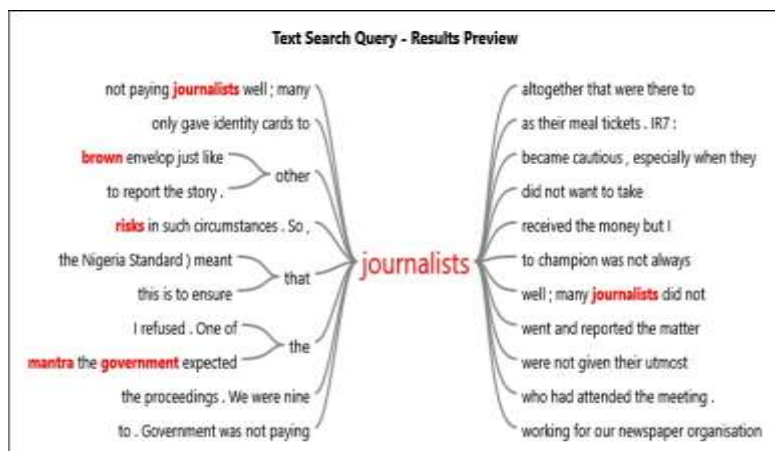 Text Search Query - Results Preview
not paying journalists well ; many
only gave identity cards to
brown envelop just like
to report the story .
other
risks in such circumstances . So ,
the Nigeria Standard ) meant
this is to ensure
that
I refused . One of
mantra the government expected
the
the proceedings . We were nine
to . Government was not paying
journalists
altogether that were there to
as their meal tickets . IR7 :
became cautious , especially when they
did not want to take
received the money but I
to champion was not always
well ; many journalists did not
went and reported the matter
were not given their utmost
who had attended the meeting .
working for our newspaper organisation